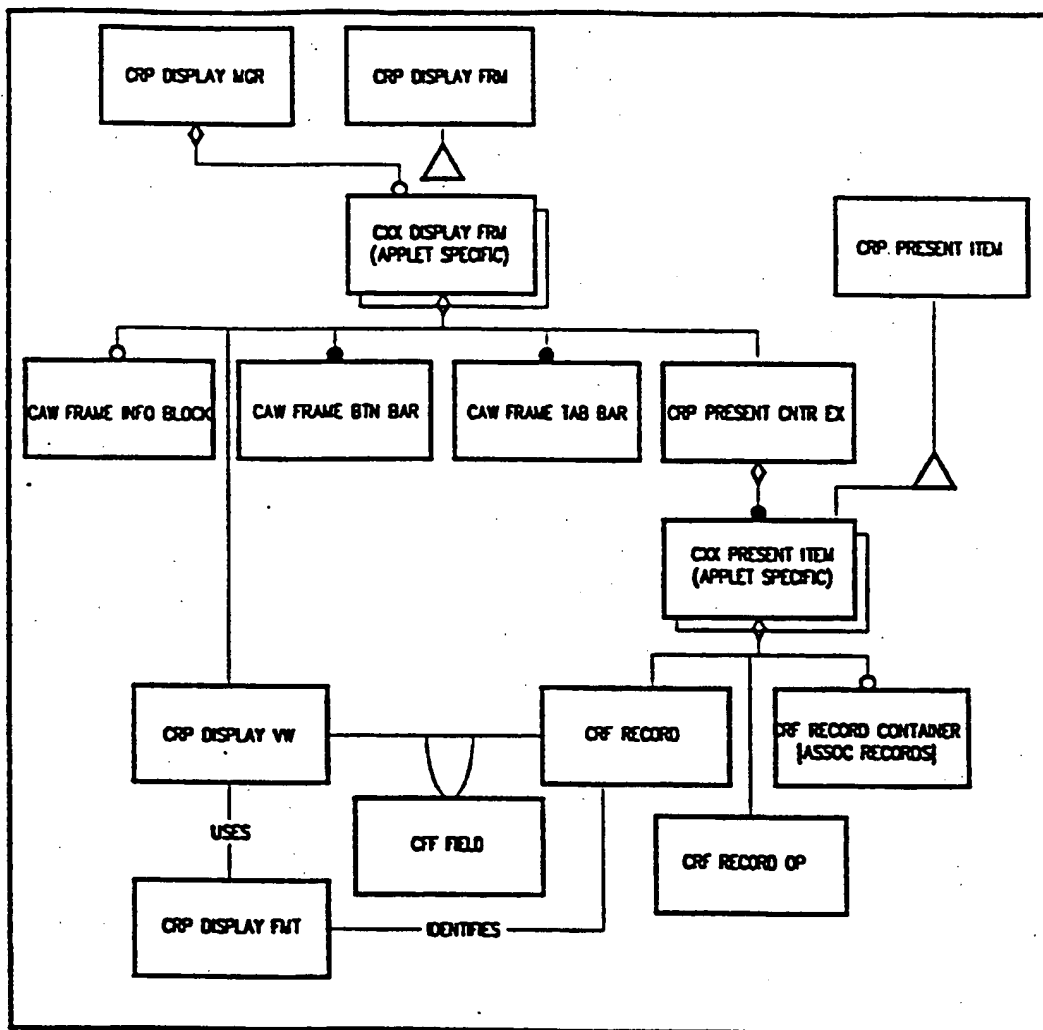 CRP DISPLAY MGR
CRP DISPLAY FRM
CXX DISPLAY FRM
(APPLET SPECIFIC)
CRP. PRESENT ITEM
CAW FRAME INFO BLOCK
CAW FRAME BTN BAR
CAW FRAME TAB BAR
CRP PRESENT CNTR EX
CXX PRESENT ITEM
(APPLET SPECIFIC)
CRP DISPLAY VW
CRF RECORD
CRF RECORD CONTAINER
[ASSOC RECORDS]
USES
CFF FIELD
CRF RECORD OP
CRP DISPLAY FMT
IDENTIFIES